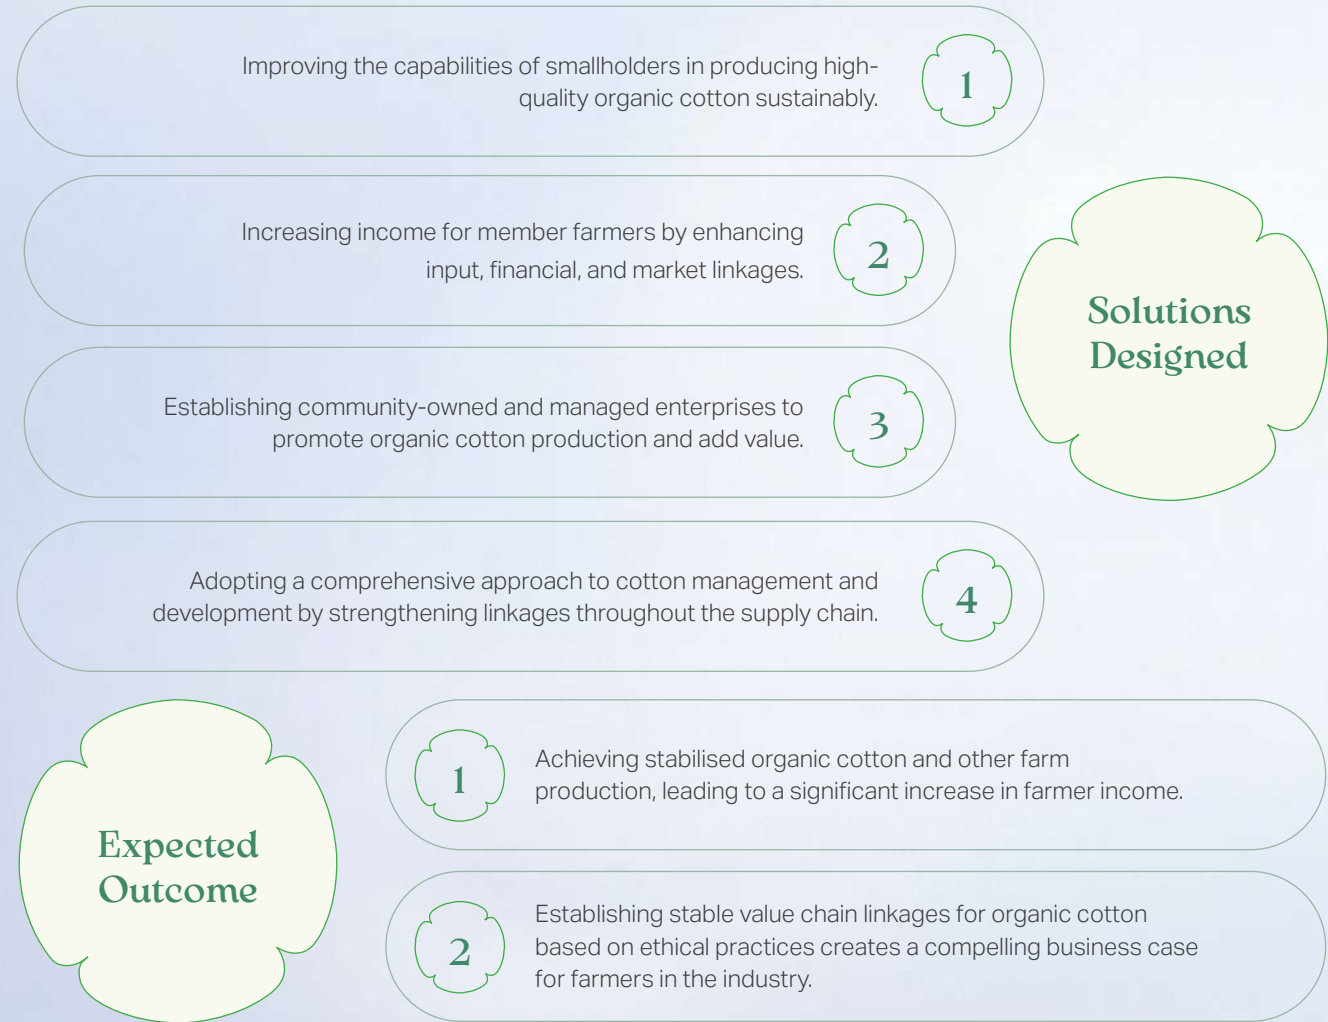 Improving the capabilities of smallholders in producing high-
quality organic cotton sustainably.
1
Increasing income for member farmers by enhancing
input, financial, and market linkages.
2
Solutions
Designed
Establishing community-owned and managed enterprises to
promote organic cotton production and add value.
3
Adopting a comprehensive approach to cotton management and
development by strengthening linkages throughout the supply chain.
4
Expected
Outcome
1
Achieving stabilised organic cotton and other farm
production, leading to a significant increase in farmer income.
2
Establishing stable value chain linkages for organic cotton
based on ethical practices creates a compelling business case
for farmers in the industry.